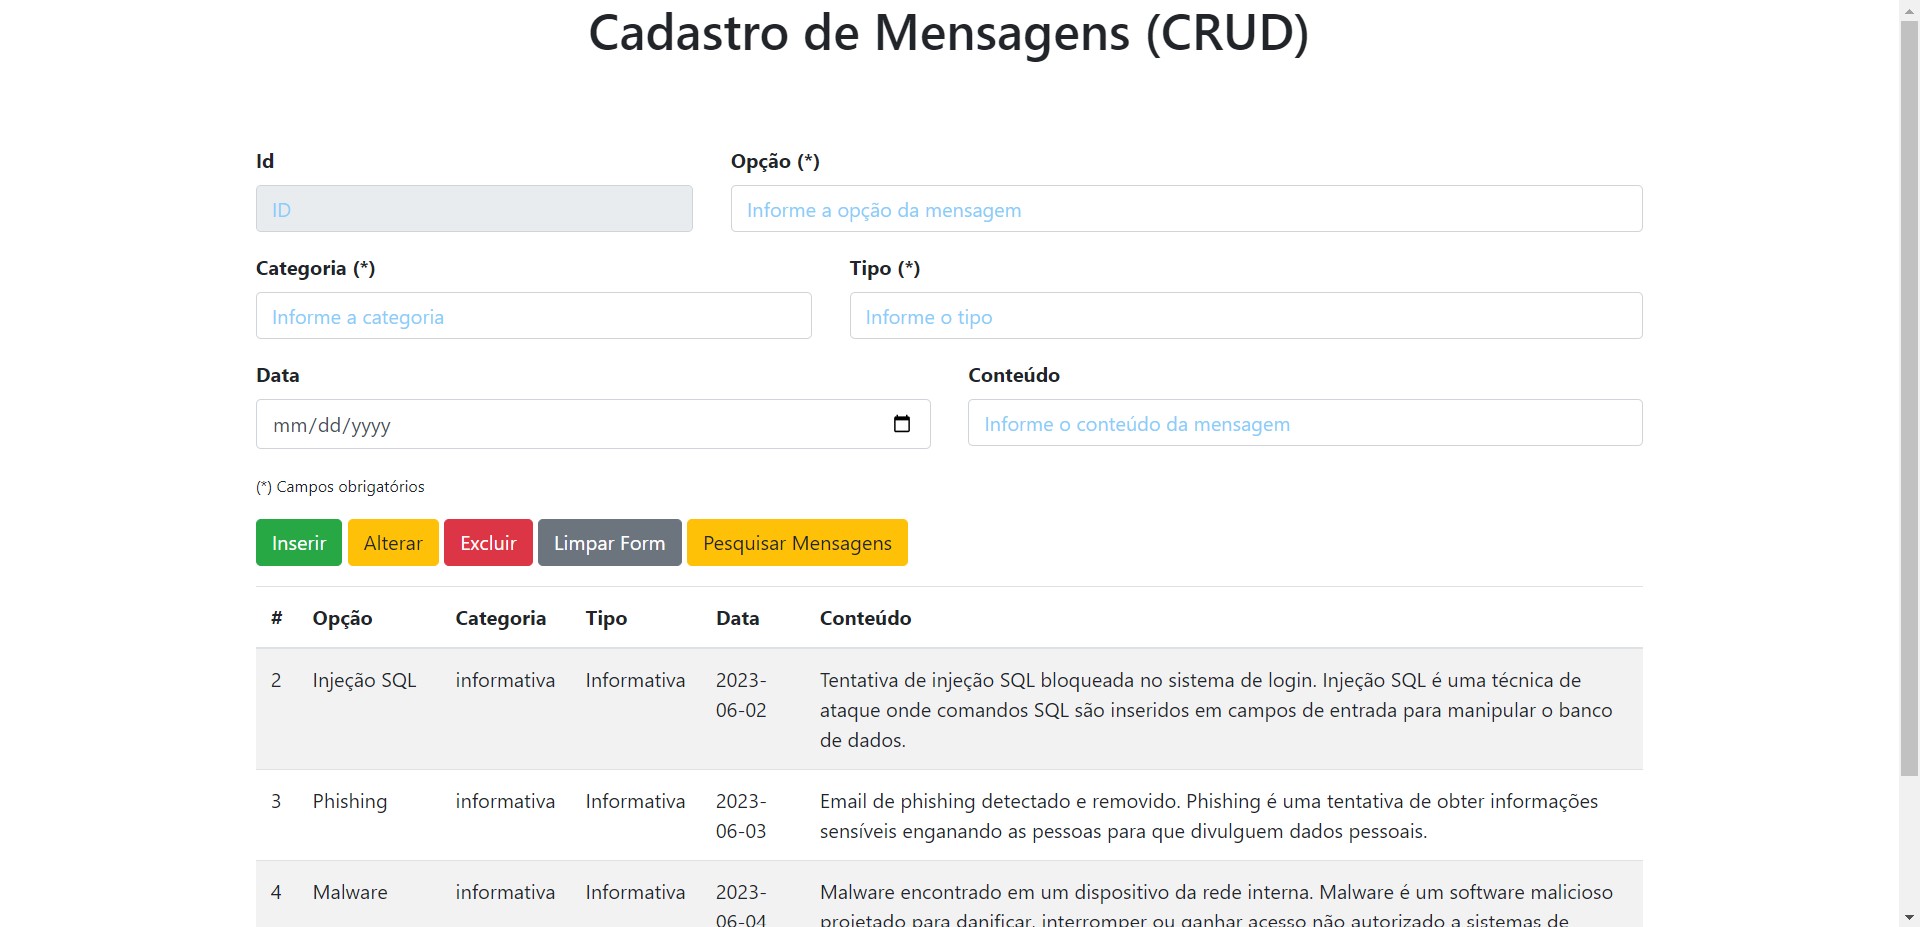 Cadastro de Mensagens (CRUD)
Id
Opção (*)
ID
Informe a opção da mensagem
Categoria (*)
Tipo (*)
Informe a categoria
Informe o tipo
Data
Conteúdo
mm/dd/yyyy
Informe o conteúdo da mensagem
(*) Campos obrigatórios
Inserir Alterar Excluir Limpar Form Pesquisar Mensagens
# Opção Categoria Tipo Data Conteúdo
2 Injeção SQL informativa Informativa 2023- Tentativa de injeção SQL bloqueada no sistema de login. Injeção SQL é uma técnica de
06-02 ataque onde comandos SQL são inseridos em campos de entrada para manipular o banco
de dados.
3 Phishing informativa Informativa 2023- Email de phishing detectado e removido. Phishing é uma tentativa de obter informações
06-03 sensíveis enganando as pessoas para que divulguem dados pessoais.
4 Malware informativa Informativa 2023- Malware encontrado em um dispositivo da rede interna. Malware é um software malicioso
06-04 projetado para danificar, interromper ou ganhar acesso não autorizado a sistemas de